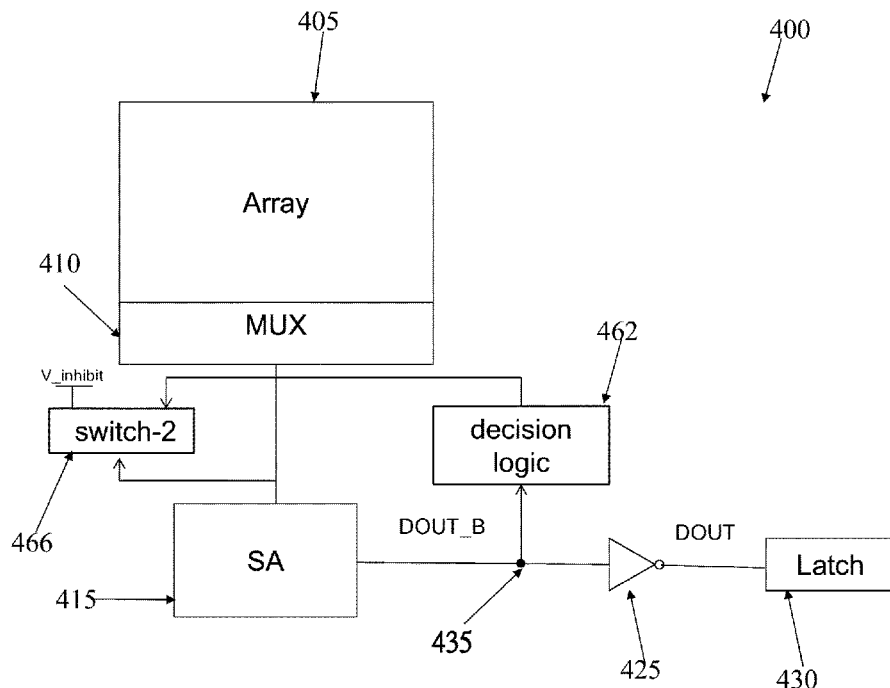 405
400
Array
410
MUX
462
V_inhibit
switch-2
decision
logic
466
DOUT_B
DOUT
SA
Latch
415
435
425
430